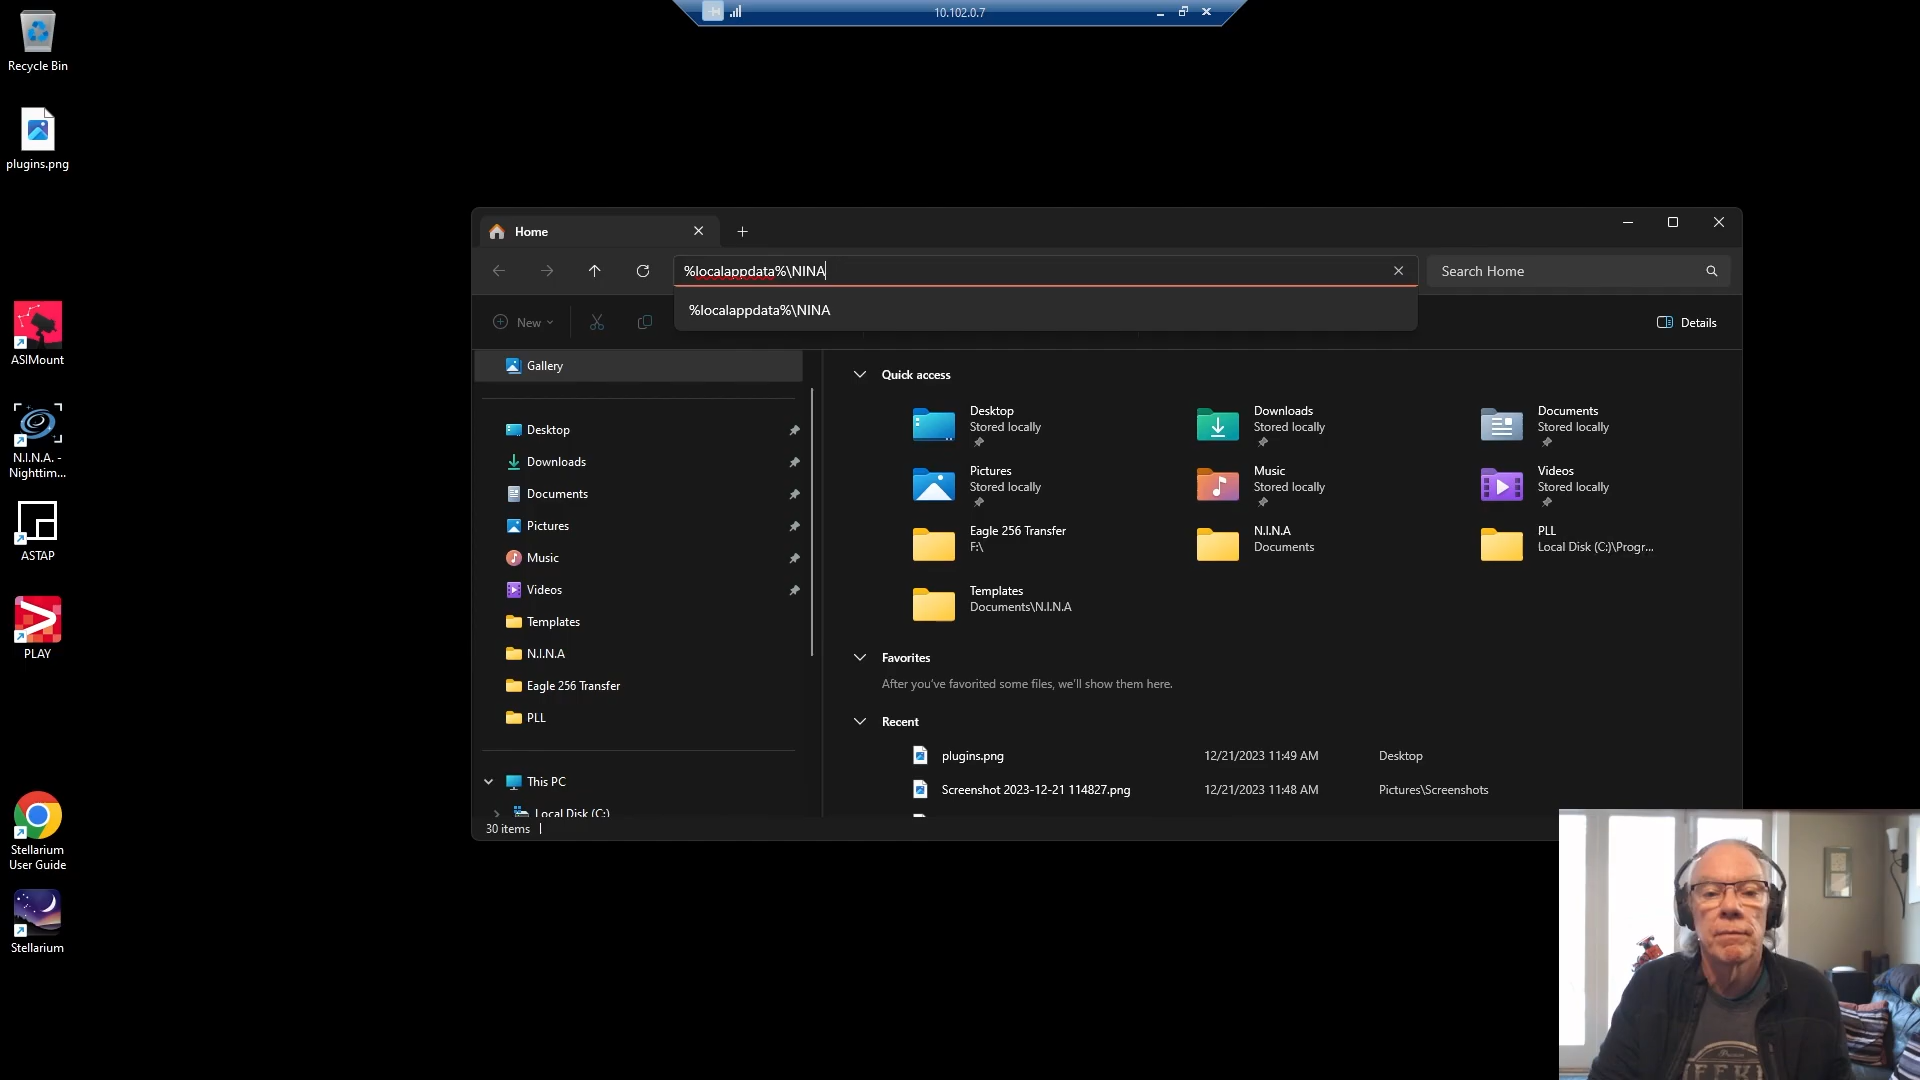 10.102.0.7
Recycle Bin
plugins.png
ASIMount
N.I.N.A. -
Nighttim...
ASTAP
PLAY
Stellarium
User Guide
Stellarium
Home
%localappdata%\NINA
Search Home
%localappdata%\NINA
New
Details
Gallery
Desktop
Downloads
Documents
Pictures
Music
Videos
Templates
N.I.N.A
Eagle 256 Transfer
PLL
This PC
Local Disk (C:)
30 items
Quick access
Desktop
Stored locally
Downloads
Stored locally
Documents
Stored locally
Pictures
Stored locally
Music
Stored locally
Videos
Stored locally
Eagle 256 Transfer
F:\
N.I.N.A
Documents
PLL
Local Disk (C:)\Progr...
Templates
Documents\N.I.N.A
Favorites
After you've favorited some files, we'll show them here.
Recent
plugins.png 12/21/2023 11:49 AM Desktop
Screenshot 2023-12-21 114827.png 12/21/2023 11:48 AM Pictures\Screenshots